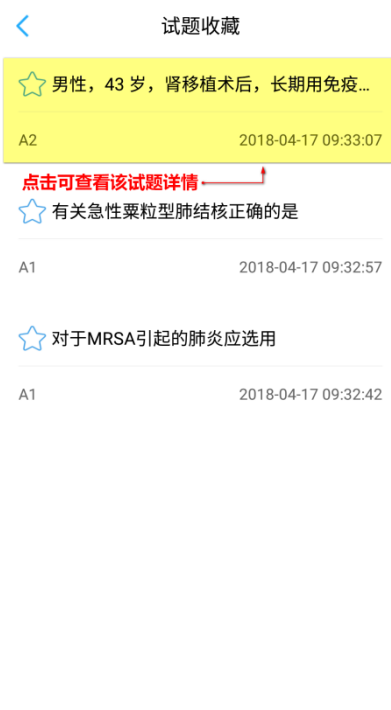 试题收藏
男性，43 岁，肾移植术后，长期用免疫...
A2 2018-04-17 09:33:07
点击可查看该试题详情
有关急性粟粒型肺结核正确的是
A1 2018-04-17 09:32:57
对于MRSA引起的肺炎应选用
A1 2018-04-17 09:32:42